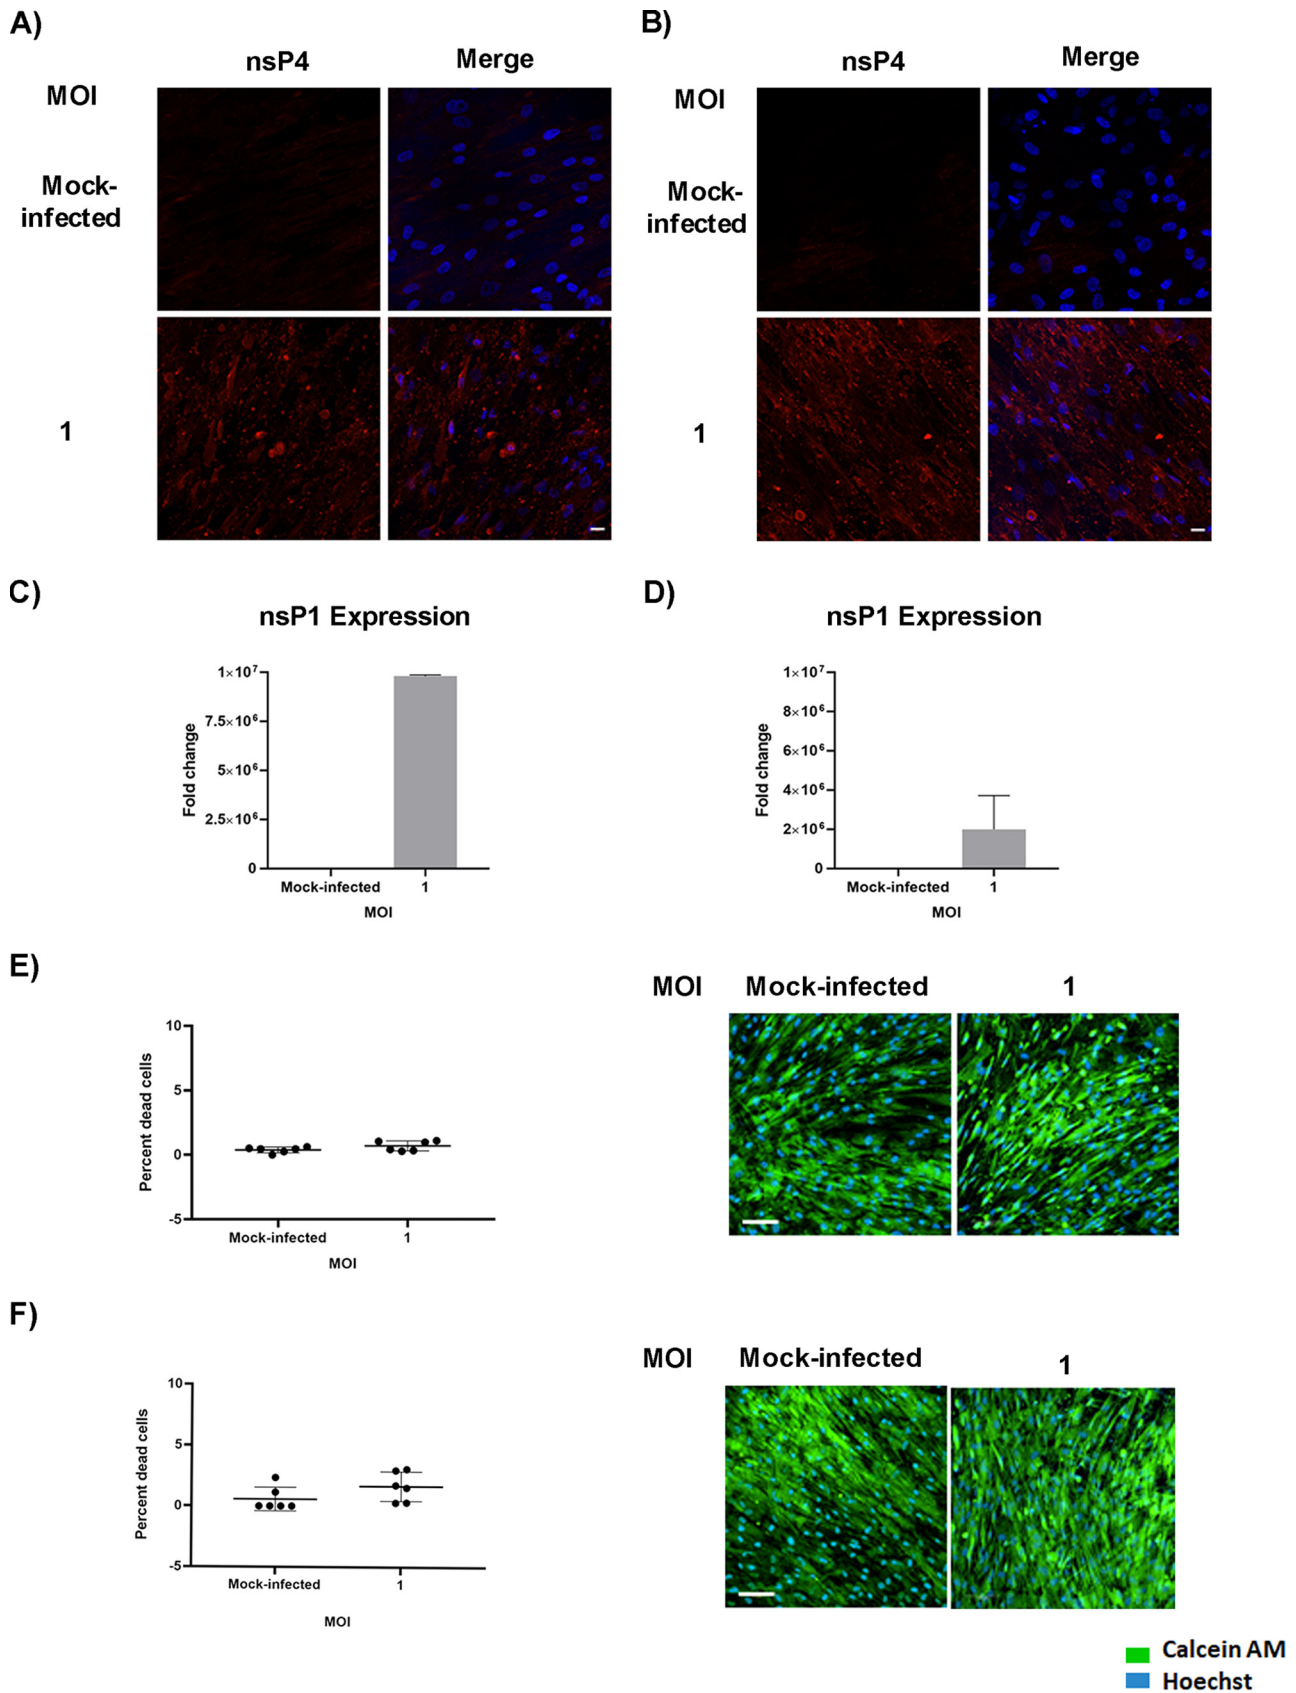 A)
nsP4 Merge
MOI
Mock-
infected
1
B)
nsP4 Merge
MOI
Mock-
infected
1
C)
nsP1 Expression
Fold change
1×10⁷
7.5×10⁶
5×10⁶
2.5×10⁶
0
Mock-infected 1
MOI
D)
nsP1 Expression
Fold change
1×10⁷
8×10⁶
6×10⁶
4×10⁶
2×10⁶
0
Mock-infected 1
MOI
E)
Percent dead cells
10
5
0
-5
Mock-infected 1
MOI
MOI Mock-infected 1
F)
Percent dead cells
10
5
0
-5
Mock-infected 1
MOI
MOI Mock-infected 1
Calcein AM
Hoechst